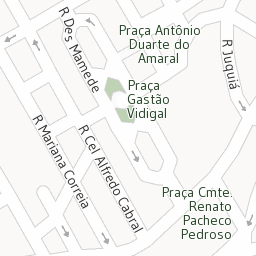 Praça Antônio
Duarte do
Amaral
R Des Mamede
R Juquiá
Praça
Gastão
Vidigal
R Mariana Correia
R Cel Alfredo Cabral
Praça Cmte.
Renato
Pacheco
Pedroso